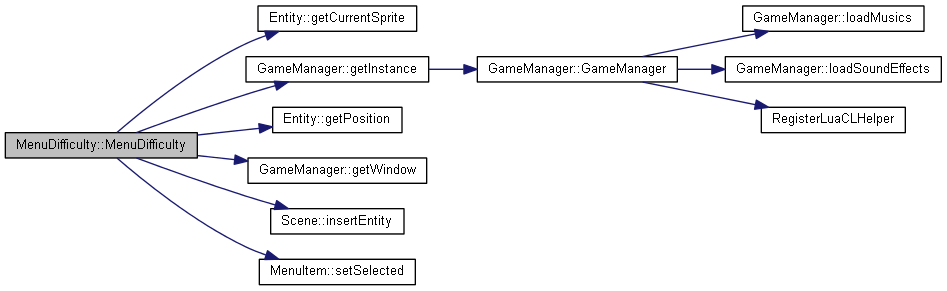 MenuDifficulty::MenuDifficulty
Entity::getCurrentSprite
GameManager::getInstance
Entity::getPosition
GameManager::getWindow
Scene::insertEntity
MenuItem::setSelected
GameManager::GameManager
GameManager::loadMusics
GameManager::loadSoundEffects
RegisterLuaCLHelper